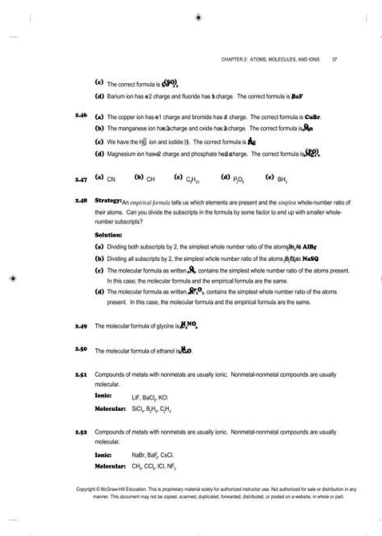 CHAPTER 2: ATOMS, MOLECULES, AND IONS 37
(c) The correct formula is
(d) Barium ion has a 2 charge and fluoride has charge. The correct formula is BaF
2.46 (a) The copper ion has charge and bromide has charge. The correct formula is CuBr.
(b) The manganese ion has charge and oxide has charge. The correct formula is
(c) We have the ion and iodide (). The correct formula is
(d) Magnesium ion has charge and phosphate has charge. The correct formula is
2.47 (a) CN (b) CH (c) C9H20 (d) P2O5 (e) BH3
2.48 Strategy: An empirical formula tells us which elements are present and the simplest whole-number ratio of
their atoms. Can you divide the subscripts in the formula by some factor to end up with smaller whole-
number subscripts?
Solution:
(a) Dividing both subscripts by 2, the simplest whole number ratio of the atoms in is AlBr
(b) Dividing all subscripts by 2, the simplest whole number ratio of the atoms is NaSO
(c) The molecular formula as written, contains the simplest whole number ratio of the atoms present.
In this case, the molecular formula and the empirical formula are the same.
(d) The molecular formula as written, contains the simplest whole number ratio of the atoms
present. In this case, the molecular formula and the empirical formula are the same.
2.49 The molecular formula of glycine is
2.50 The molecular formula of ethanol is
2.51 Compounds of metals with nonmetals are usually ionic. Nonmetal-nonmetal compounds are usually
molecular.
Ionic: LiF, BaCl2, KCl
Molecular: SiCl4, B2H6, C2H4
2.52 Compounds of metals with nonmetals are usually ionic. Nonmetal-nonmetal compounds are usually
molecular.
Ionic: NaBr, BaF2, CsCl.
Molecular: CH4, CCl4, ICl, NF3
Copyright © McGraw-Hill Education. This is proprietary material solely for authorized instructor use. Not authorized for sale or distribution in any
manner. This document may not be copied, scanned, duplicated, forwarded, distributed, or posted on a website, in whole or part.